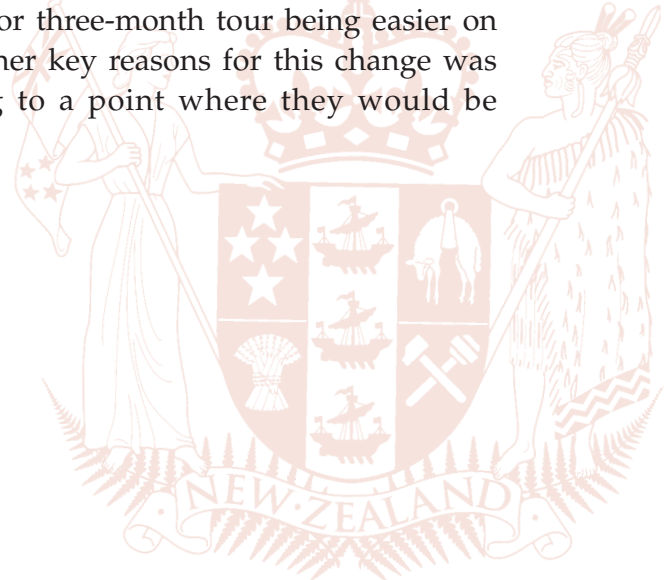 or three-month tour being easier on
ner key reasons for this change was
g to a point where they would be
NEW·ZEALAND